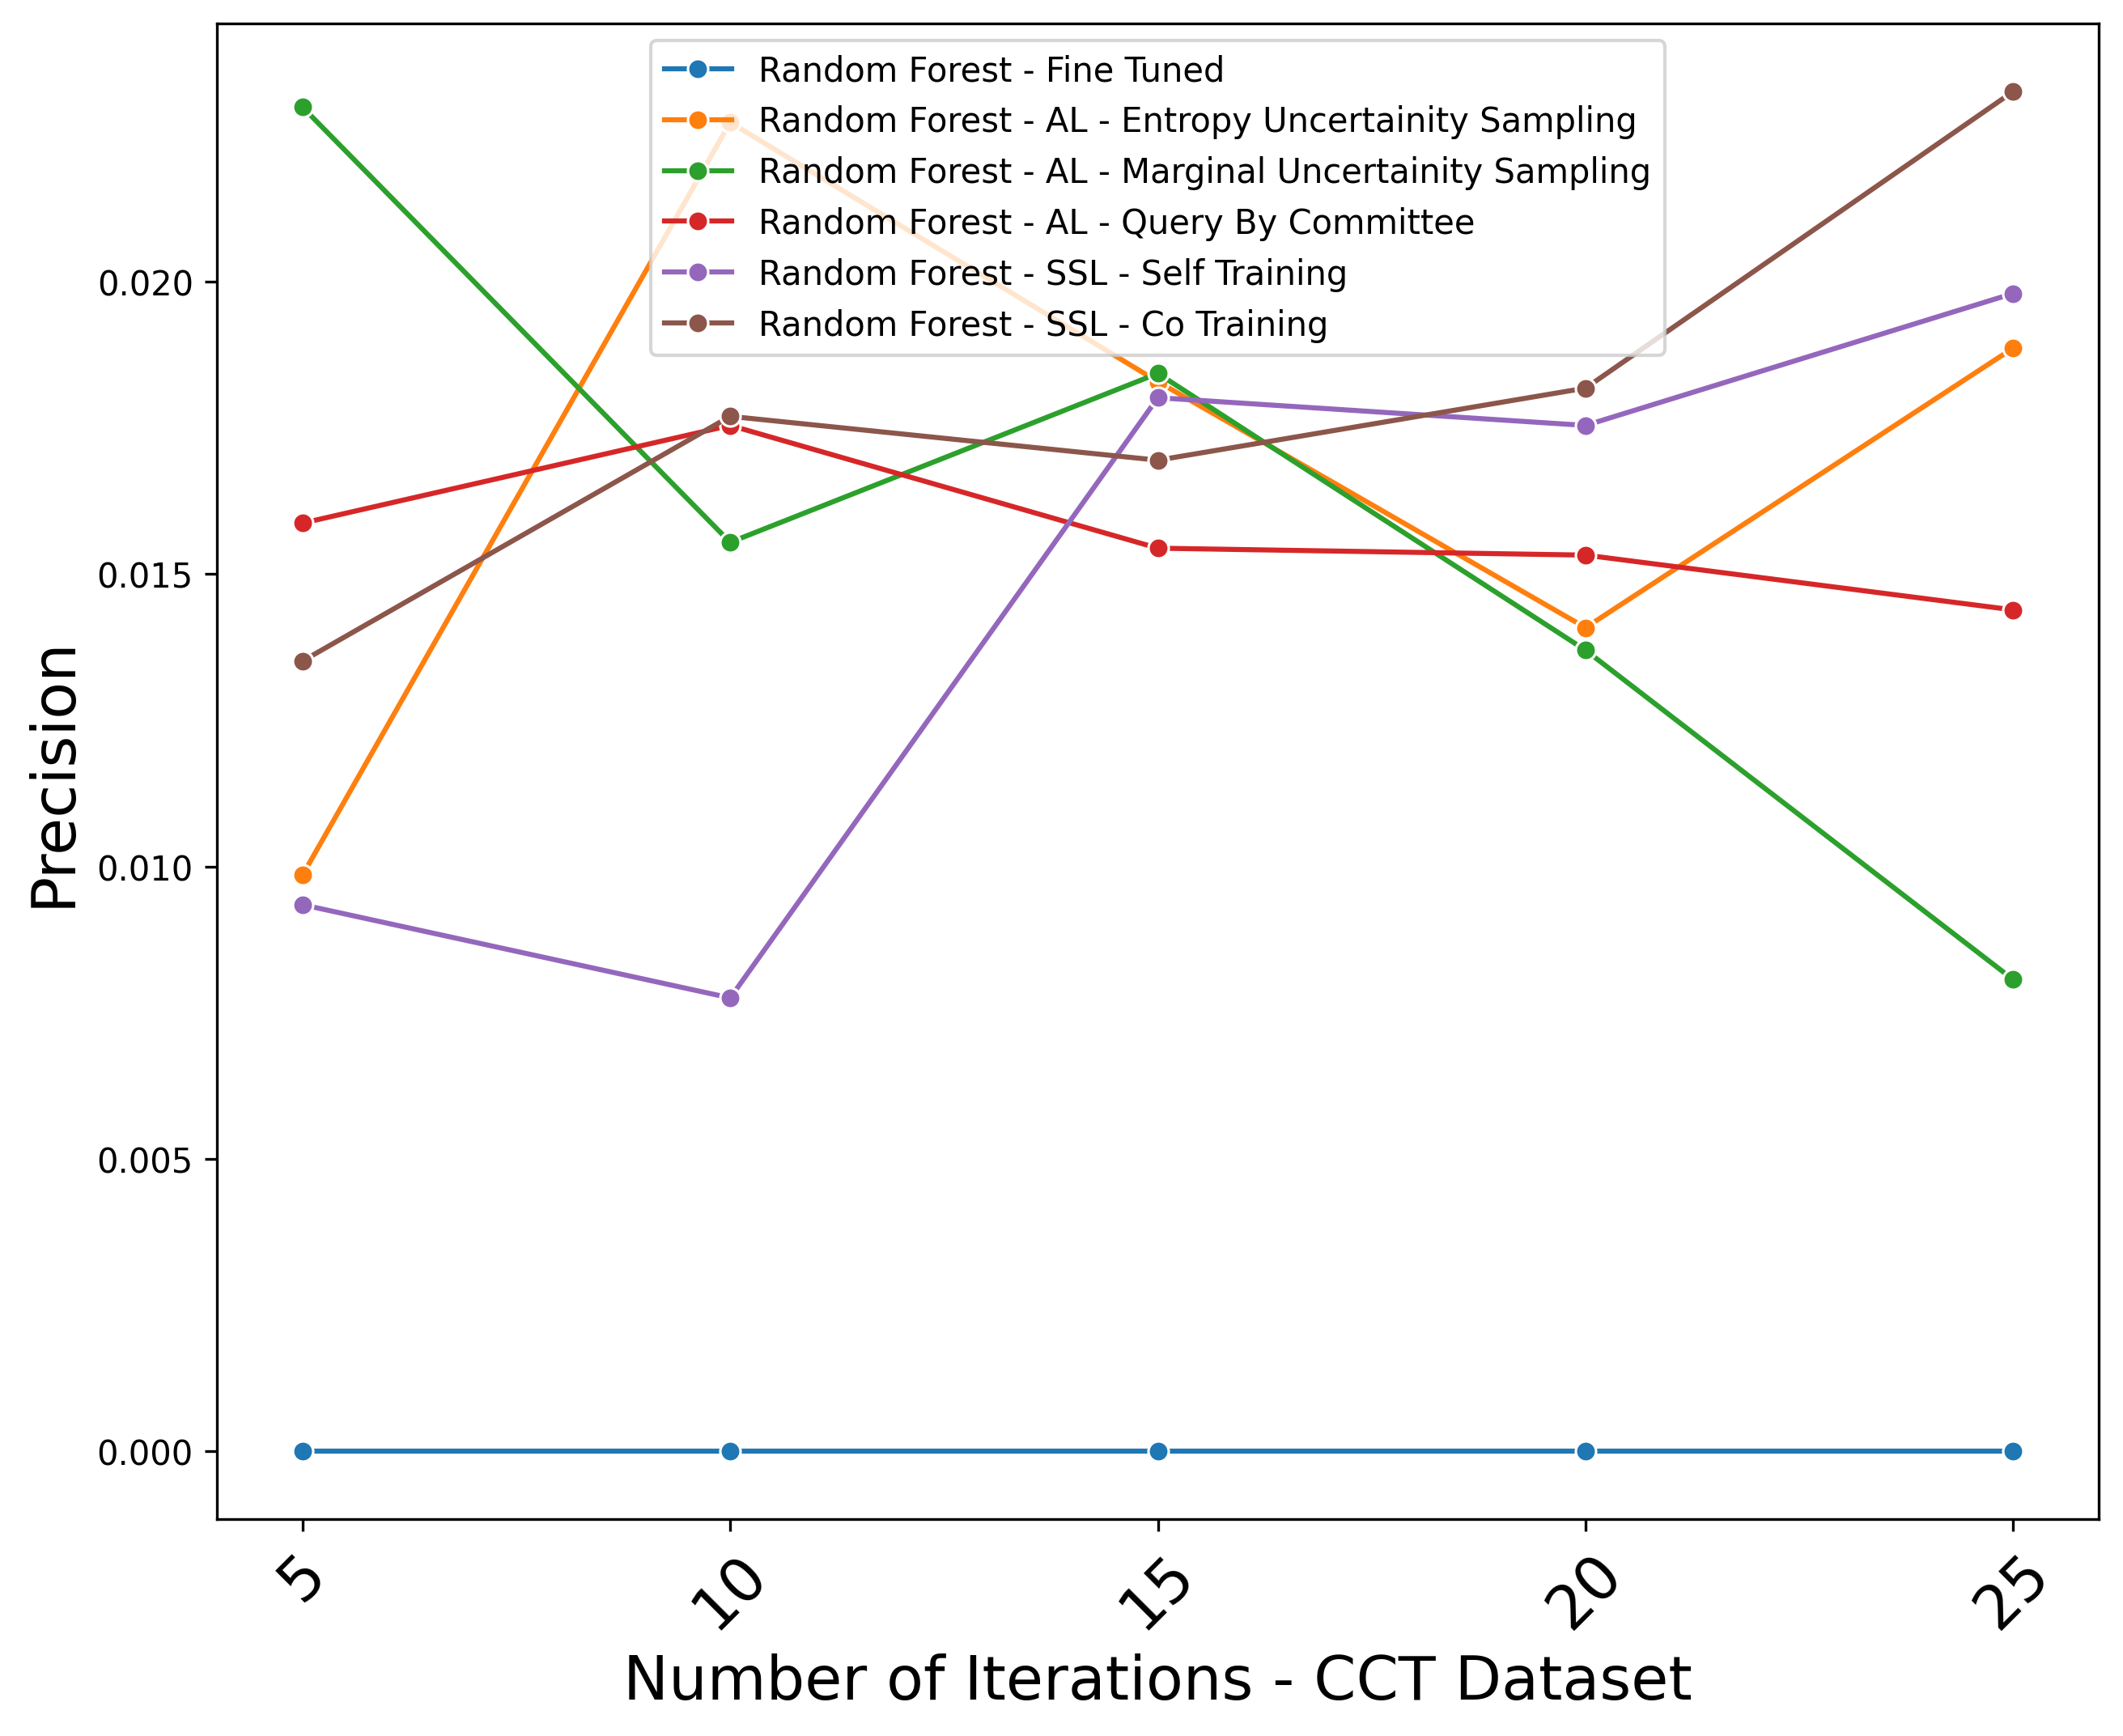 Random Forest - Fine Tuned
Random Forest - AL - Entropy Uncertainity Sampling
Random Forest - AL - Marginal Uncertainity Sampling
Random Forest - AL - Query By Committee
Random Forest - SSL - Self Training
Random Forest - SSL - Co Training
0.020
0.015
0.010
0.005
0.000
Precision
5 10 15 20 25
Number of Iterations - CCT Dataset